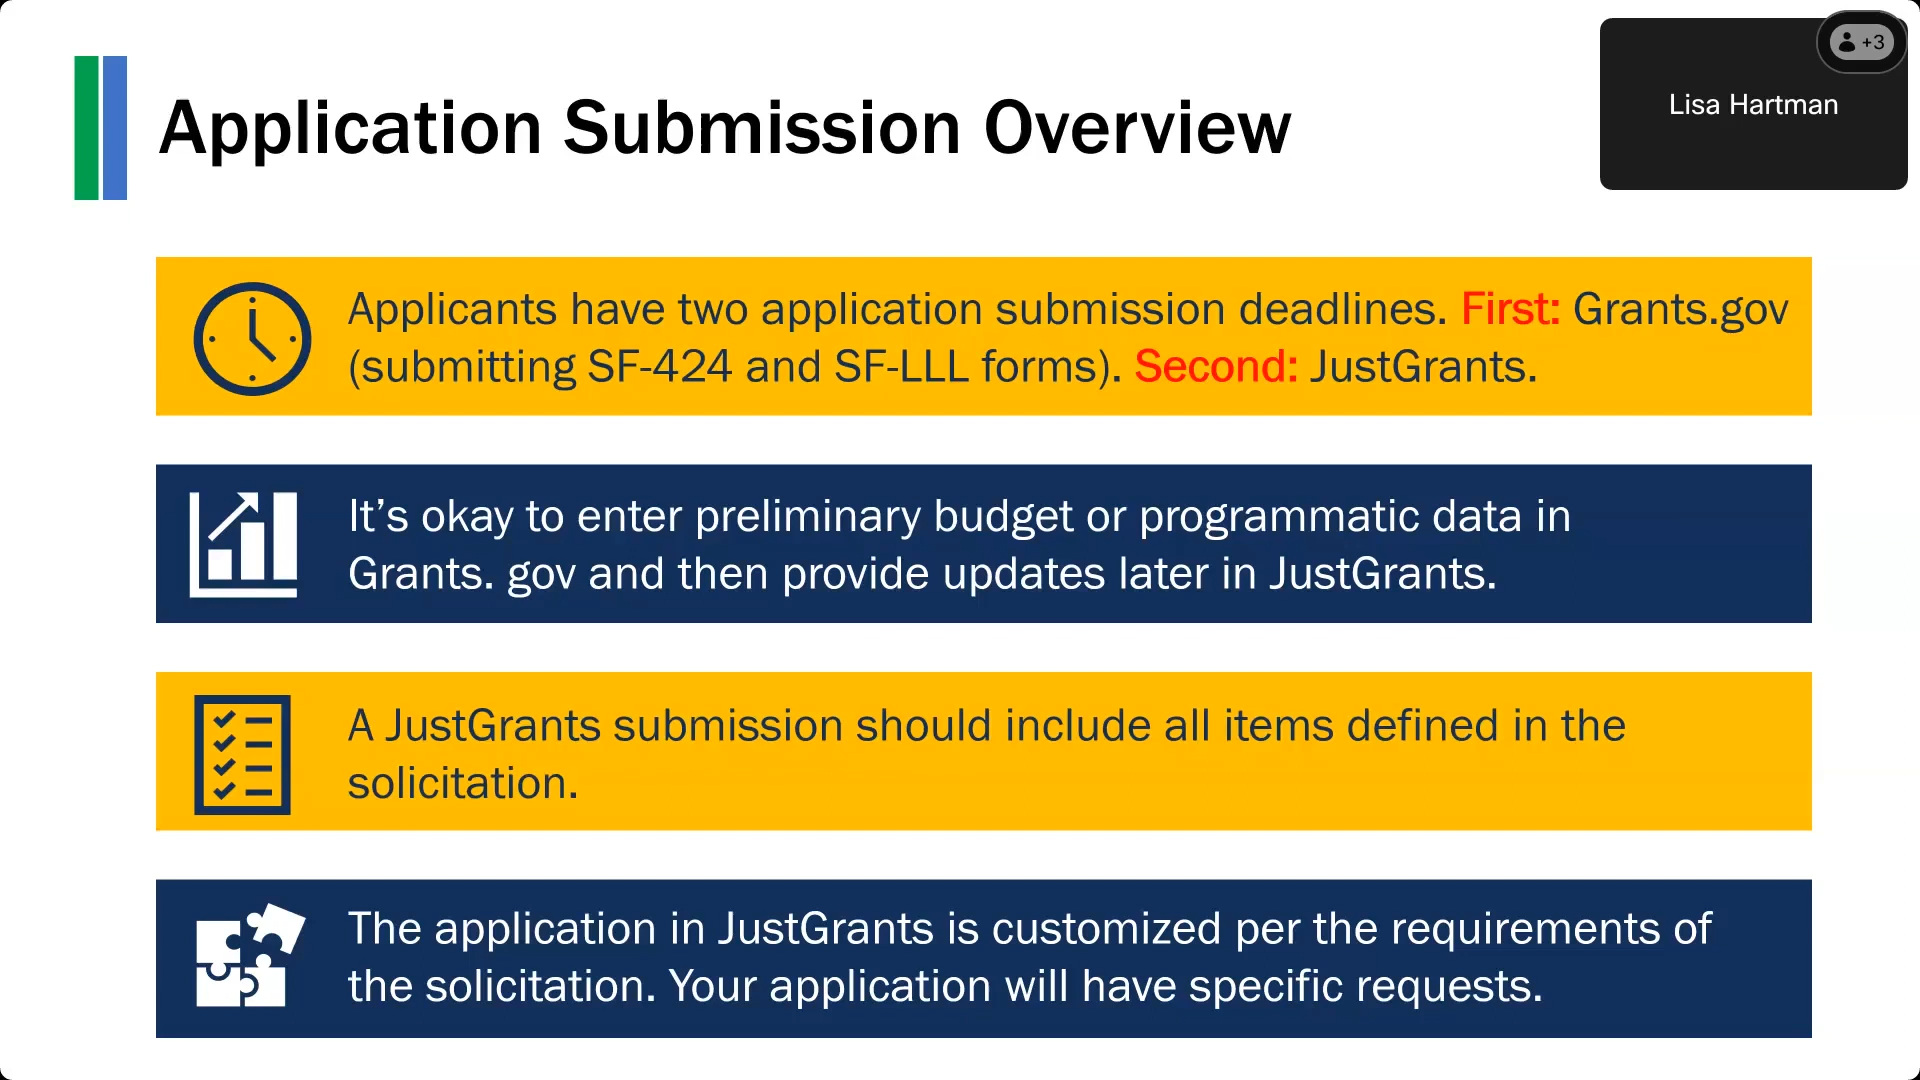 Application Submission Overview
+3
Lisa Hartman
Applicants have two application submission deadlines. First: Grants.gov
(submitting SF-424 and SF-LLL forms). Second: JustGrants.
It’s okay to enter preliminary budget or programmatic data in
Grants. gov and then provide updates later in JustGrants.
A JustGrants submission should include all items defined in the
solicitation.
The application in JustGrants is customized per the requirements of
the solicitation. Your application will have specific requests.